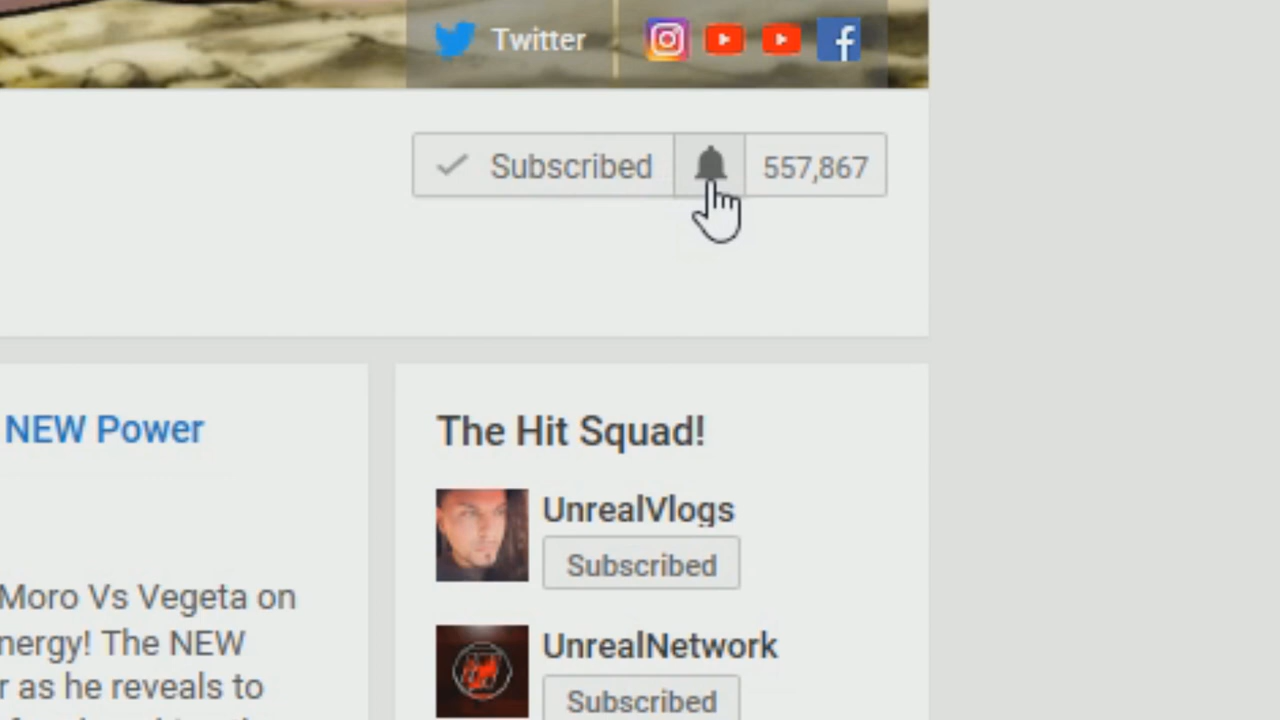 Twitter
Subscribed 557,867
NEW Power
The Hit Squad!
UnrealVlogs
Subscribed
Moro Vs Vegeta on
nergy! The NEW
UnrealNetwork
r as he reveals to
Subscribed